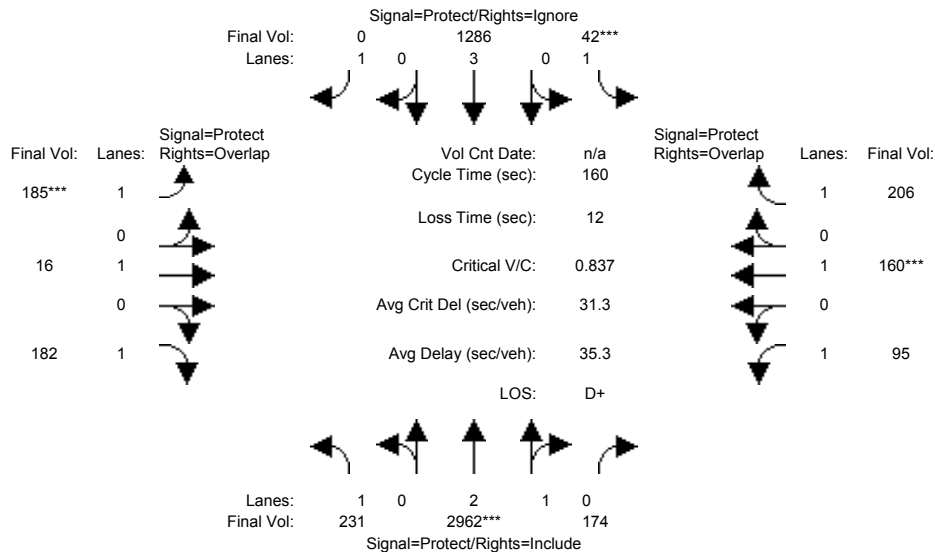 Signal=Protect/Rights=Ignore
Final Vol: 0 1286 42***
Lanes: 1 0 3 0 1
Signal=Protect Signal=Protect
Final Vol: Lanes: Rights=Overlap Vol Cnt Date: n/a Rights=Overlap Lanes: Final Vol:
Cycle Time (sec): 160
185*** 1 1 206
Loss Time (sec): 12
0 0
16 1 Critical V/C: 0.837 1 160***
0 Avg Crit Del (sec/veh): 31.3 0
182 1 Avg Delay (sec/veh): 35.3 1 95
LOS: D+
Lanes: 1 0 2 1 0
Final Vol: 231 2962*** 174
Signal=Protect/Rights=Include